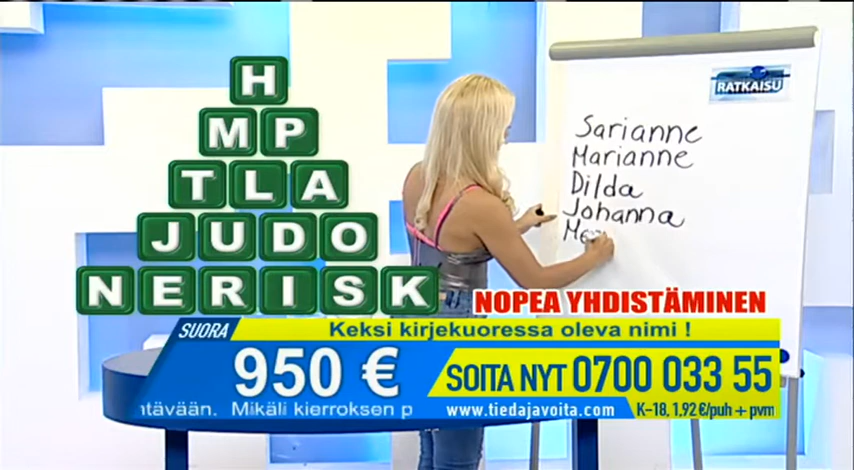 H
MP
TLA
JUDO
NERISK
RATKAISU
Sarianne
Marianne
Dilda
Johanna
NOPEA YHDISTÄMINEN
SUORA
Keksi kirjekuoressa oleva nimi !
950 €
SOITA NYT 0700 033 55
ntävään. Mikäli kierroksen p
www.tiedajavoita.com
K-18, 1,92 €/puh + pvm